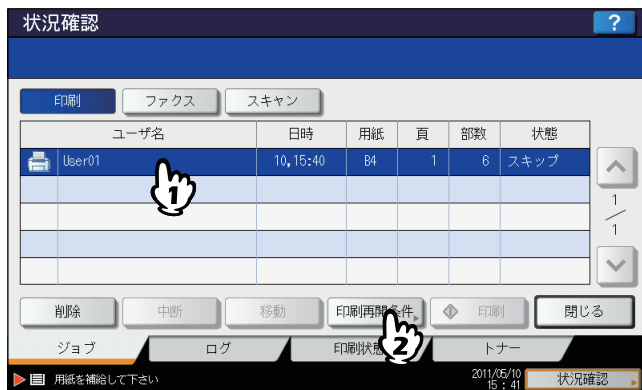 状況確認 ?
印刷 ファクス スキャン
ユーザ名 日時 用紙 頁 部数 状態
User01 10,15:40 B4 1 6 スキップ
1
1
1
削除 中断 移動 印刷再開条件 印刷 閉じる
2
ジョブ ログ 印刷状態 トナー
用紙を補給して下さい 2011/05/10
15:41 状況確認